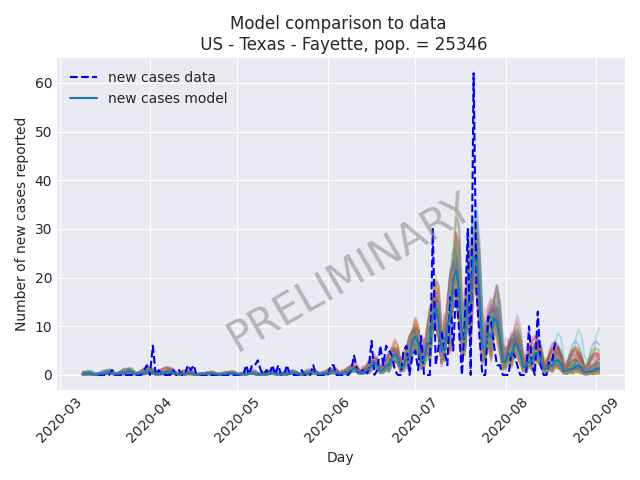 Model comparison to data
US - Texas - Fayette, pop. = 25346
new cases data
new cases model
PRELIMINARY
Number of new cases reported
60
50
40
30
20
10
0
2020-03
2020-04
2020-05
2020-06
2020-07
2020-08
2020-09
Day